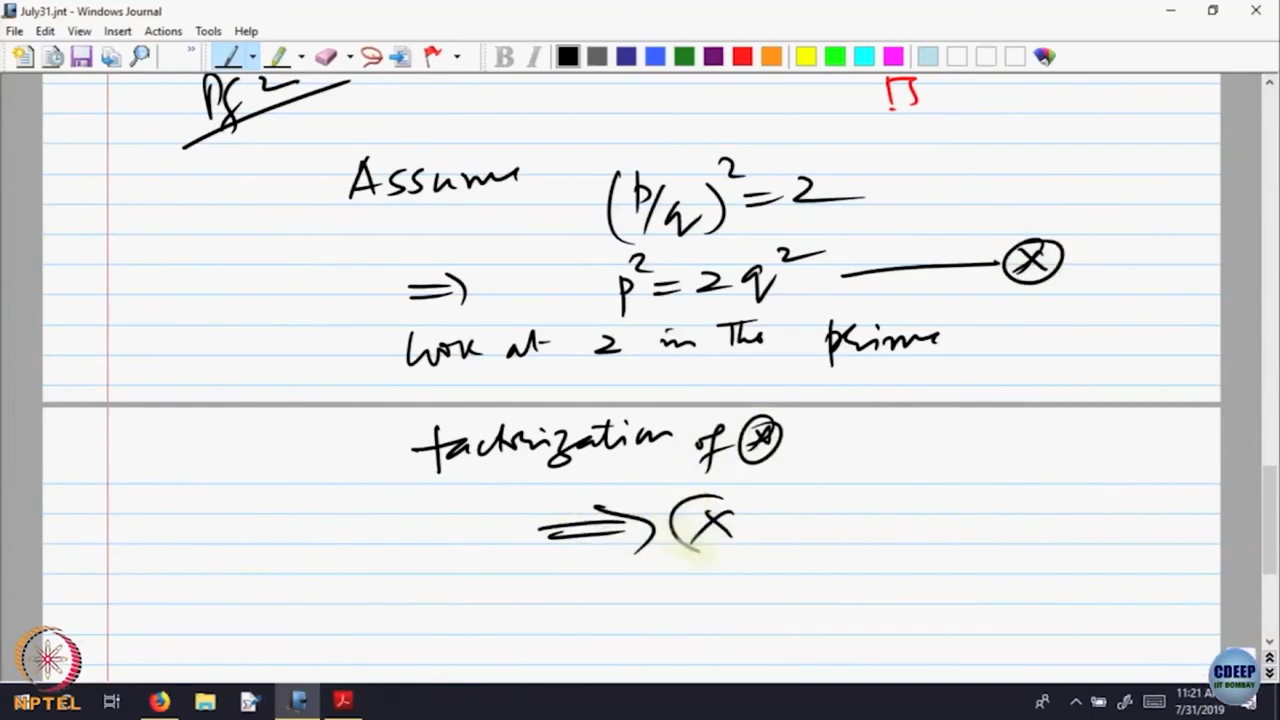 July31.jnt - Windows Journal
File Edit View Insert Actions Tools Help
B I
Pf 2
Assume (p/q)² = 2
⟹ p² = 2q² ——— ⊛
look at 2 in the prime
factorization of ⊛
⟹ (x
NPTEL
CDEEP
IIT BOMBAY
11:21 A
7/31/2019